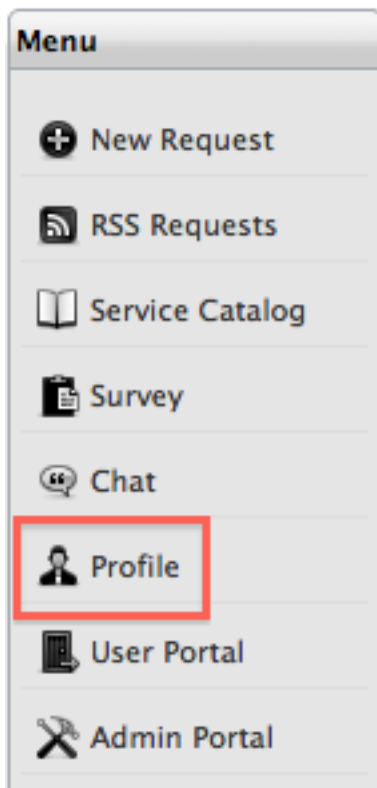 Menu
New Request
RSS Requests
Service Catalog
Survey
Chat
Profile
User Portal
Admin Portal